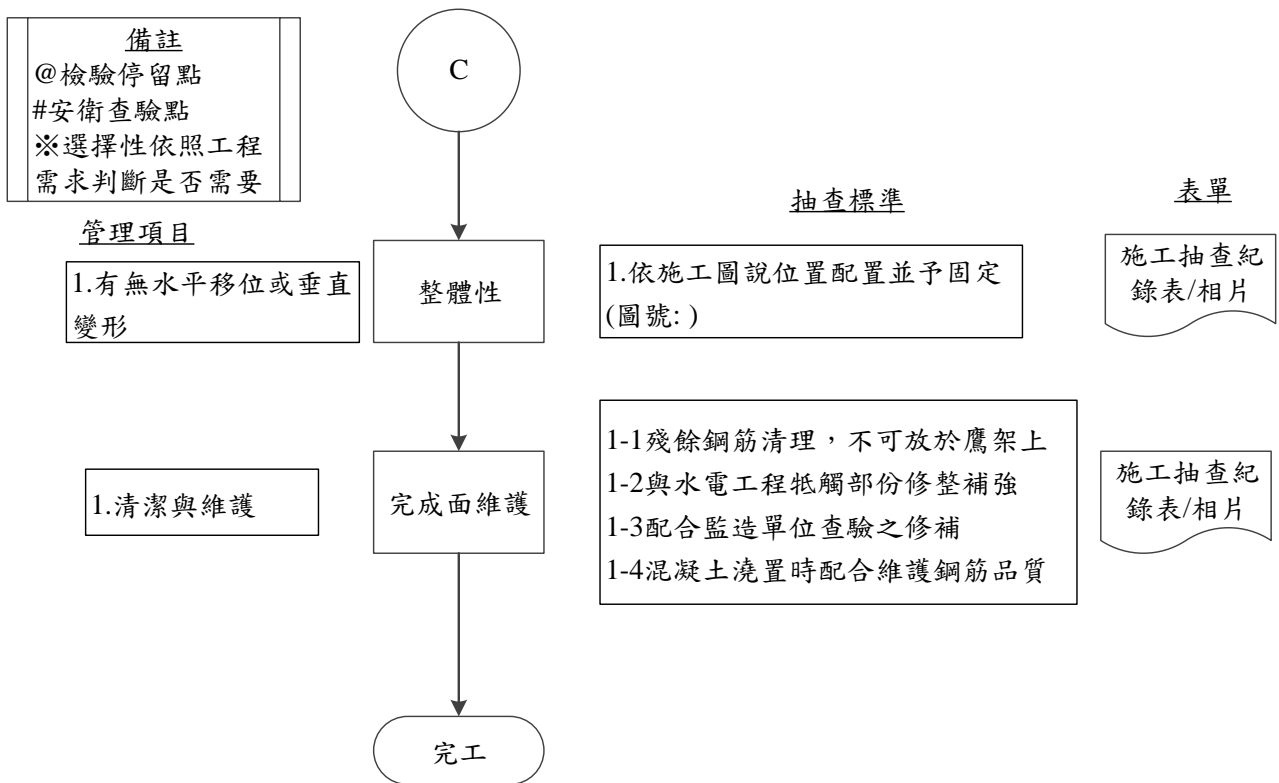 備註
@檢驗停留點
#安衛查驗點
※選擇性依照工程
需求判斷是否需要
C
管理項目
抽查標準
表單
1.有無水平移位或垂直
變形
整體性
1.依施工圖說位置配置並予固定
(圖號: )
施工抽查紀
錄表/相片
1.清潔與維護
完成面維護
1-1殘餘鋼筋清理，不可放於鷹架上
1-2與水電工程牴觸部份修整補強
1-3配合監造單位查驗之修補
1-4混凝土澆置時配合維護鋼筋品質
施工抽查紀
錄表/相片
完工